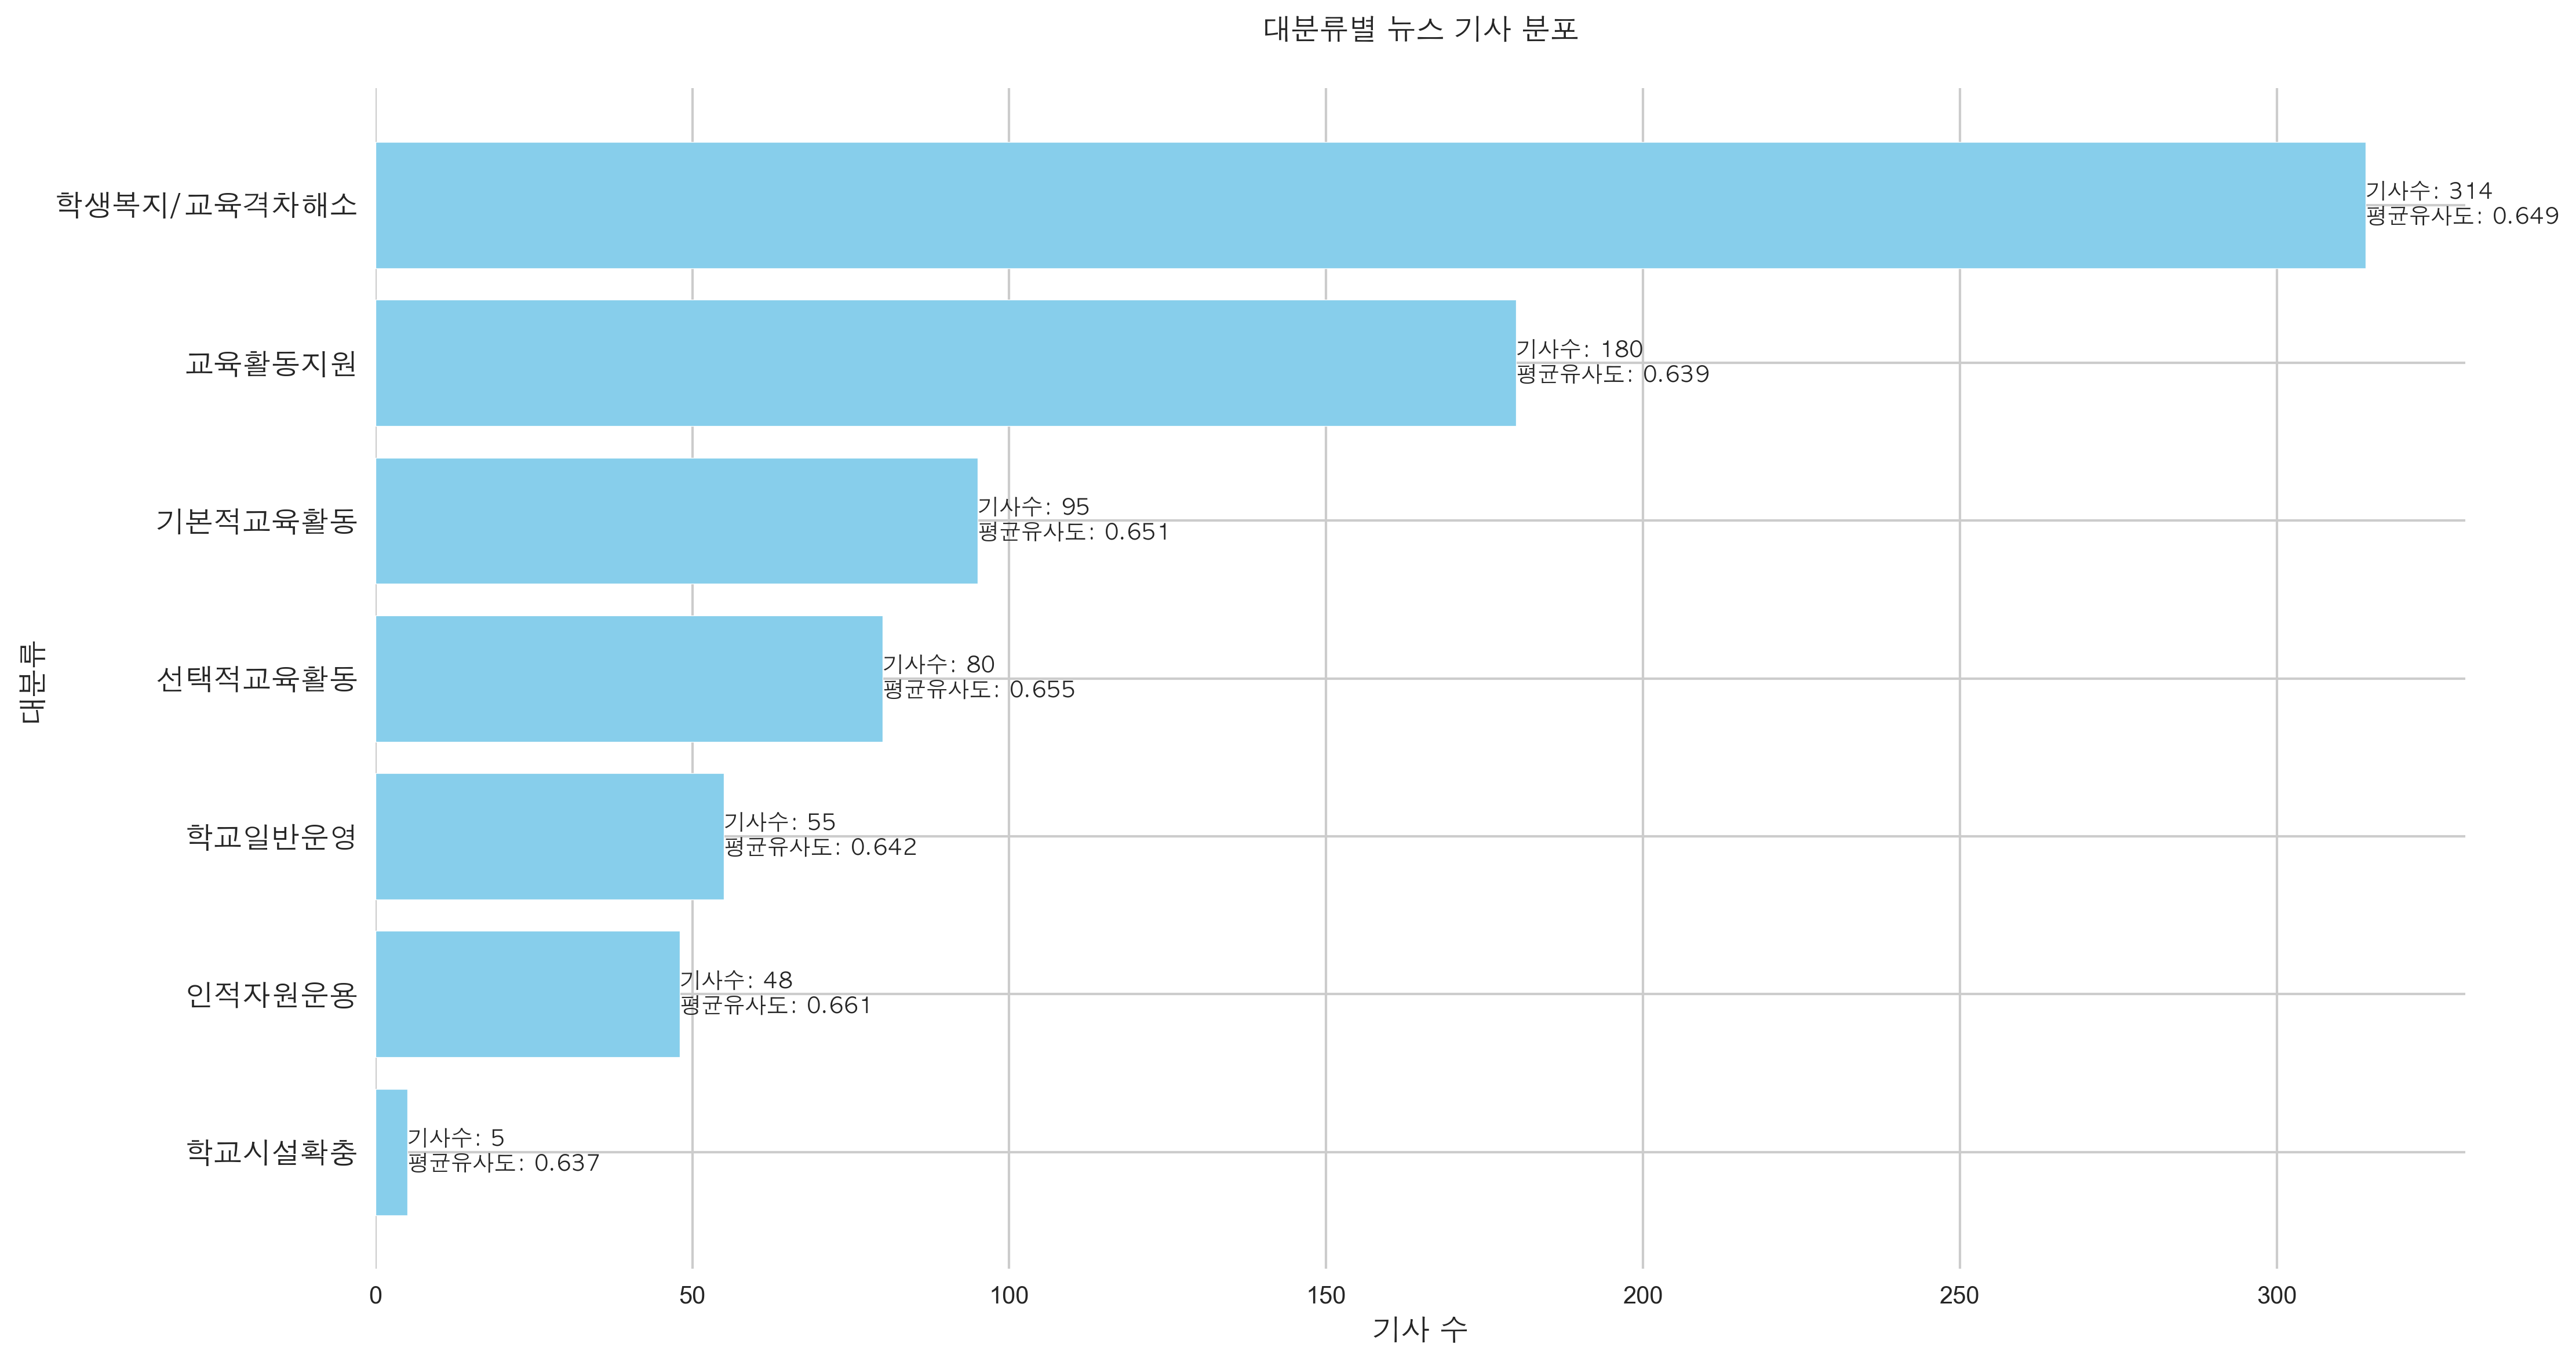 대분류별 뉴스 기사 분포
학생복지/교육격차해소
기사수: 314
평균유사도: 0.649
교육활동지원
기사수: 180
평균유사도: 0.639
기본적교육활동
기사수: 95
평균유사도: 0.651
선택적교육활동
기사수: 80
평균유사도: 0.655
학교일반운영
기사수: 55
평균유사도: 0.642
인적자원운용
기사수: 48
평균유사도: 0.661
학교시설확충
기사수: 5
평균유사도: 0.637
대분류
0 50 100 150 200 250 300
기사 수